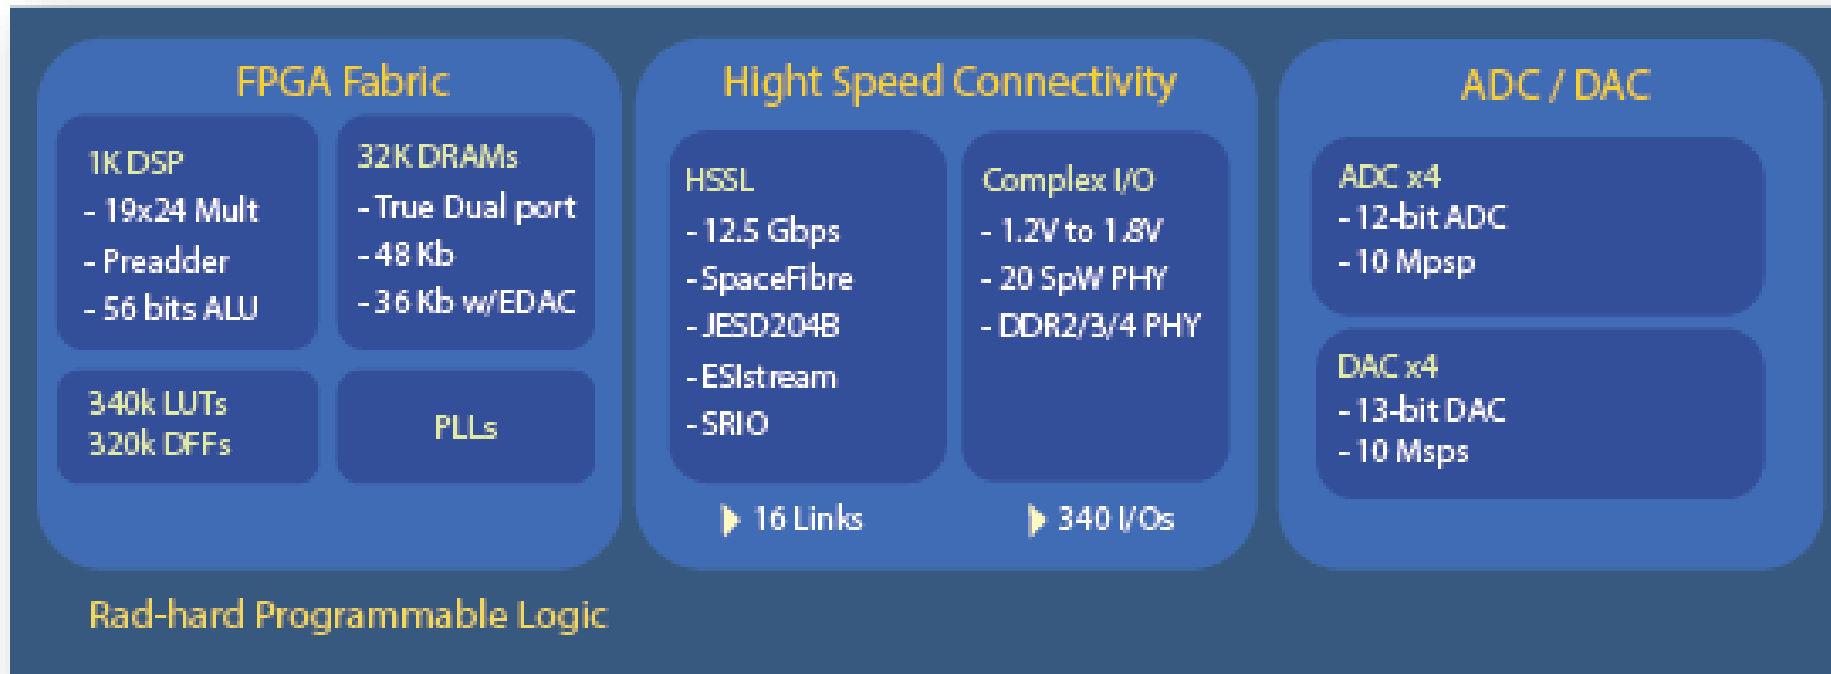 FPGA Fabric
1K DSP
- 19x24 Mult
- Preadder
- 56 bits ALU
32K DRAMs
- True Dual port
- 48 Kb
- 36 Kb w/EDAC
340k LUTs
320k DFFs
PLLs
Hight Speed Connectivity
HSSL
- 12.5 Gbps
- SpaceFibre
- JESD204B
- ESIstream
- SRIO
16 Links
Complex I/O
- 1.2V to 1.8V
- 20 SpW PHY
- DDR2/3/4 PHY
340 I/Os
ADC / DAC
ADC x4
- 12-bit ADC
- 10 Mpsp
DAC x4
- 13-bit DAC
- 10 Msps
Rad-hard Programmable Logic